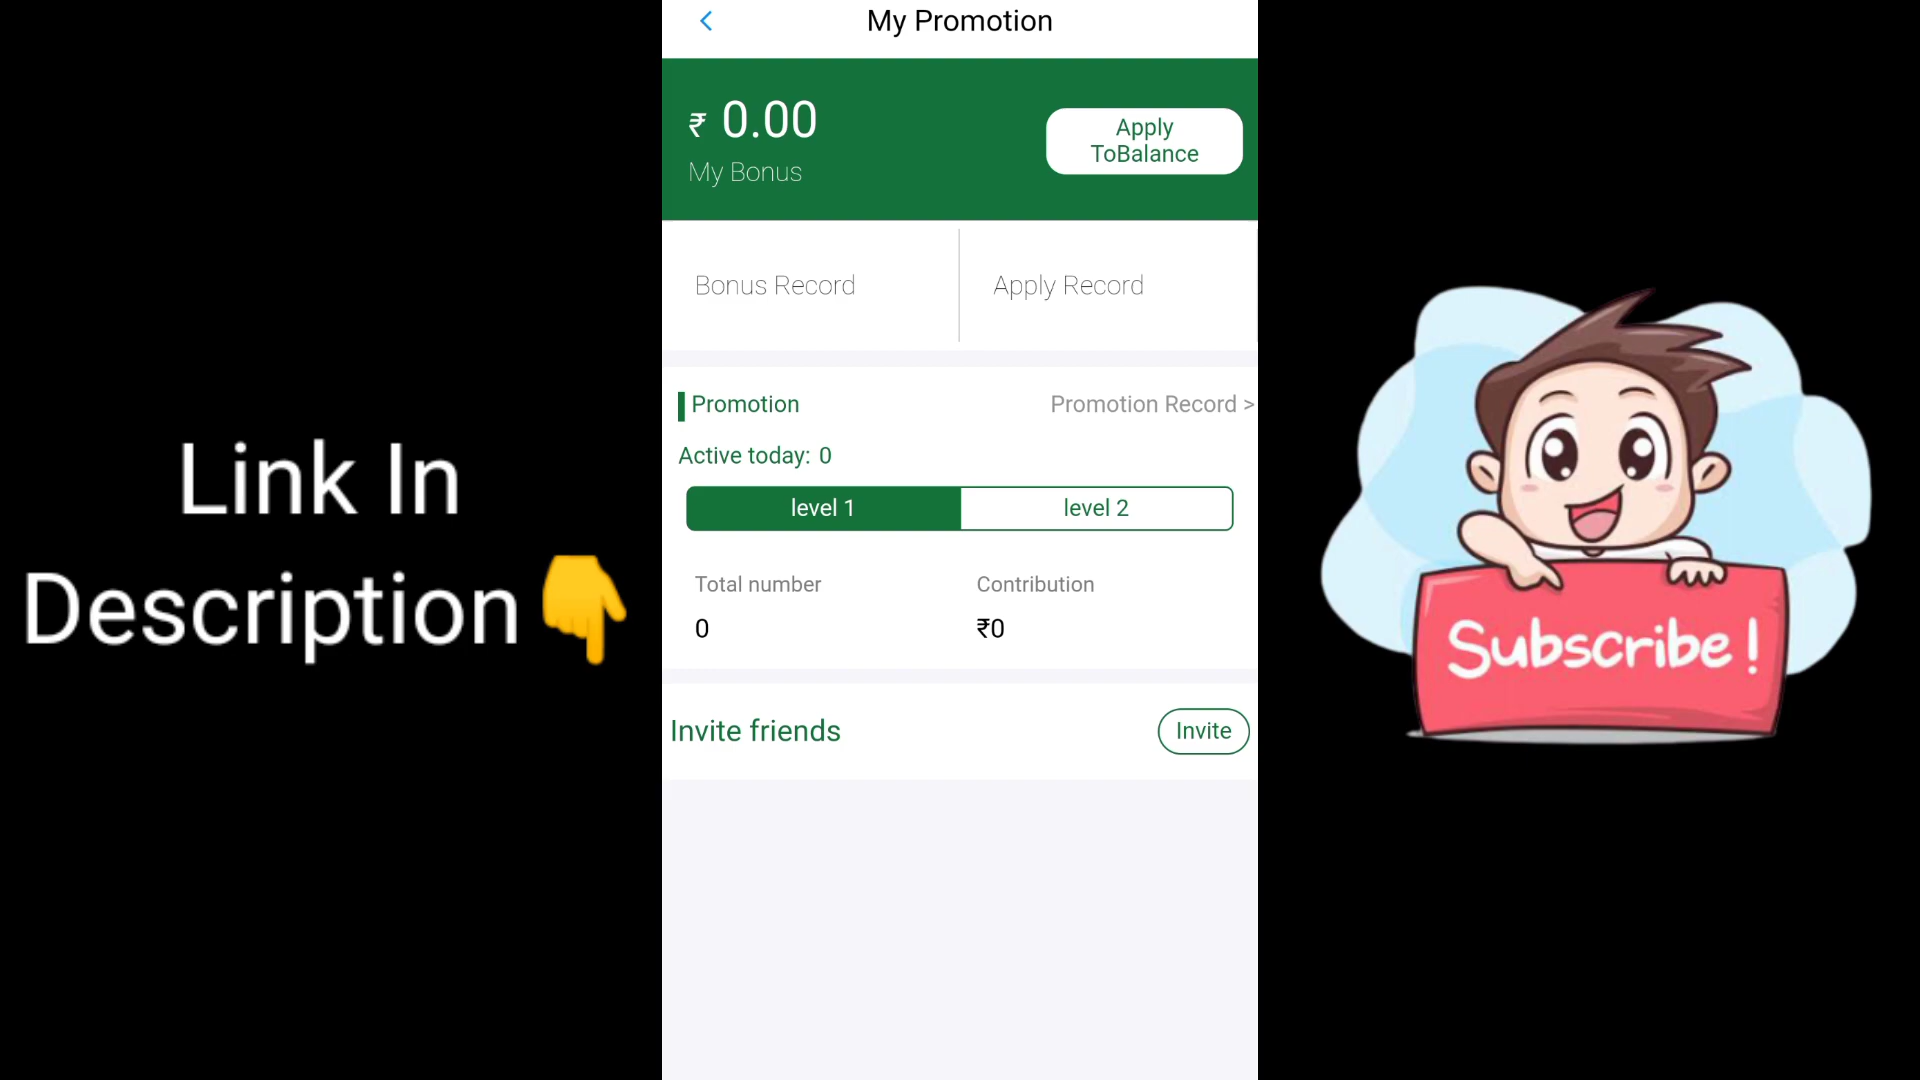 Link In
Description👇
My Promotion
₹ 0.00
My Bonus
Apply
ToBalance
Bonus Record
Apply Record
Promotion
Promotion Record >
Active today: 0
level 1
level 2
Total number
Contribution
0
₹0
Invite friends
Invite
Subscribe!